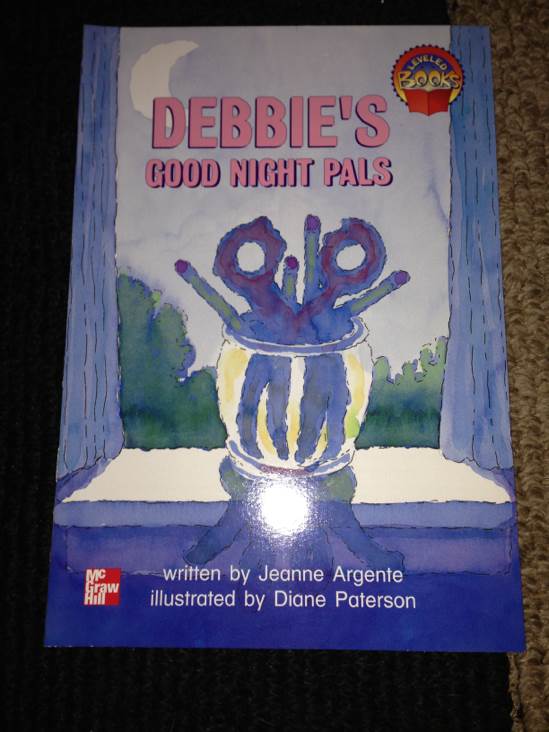 LEVELED
BOOKS
DEBBIE'S
GOOD NIGHT PALS
written by Jeanne Argente
illustrated by Diane Paterson
Mc
Graw
Hill